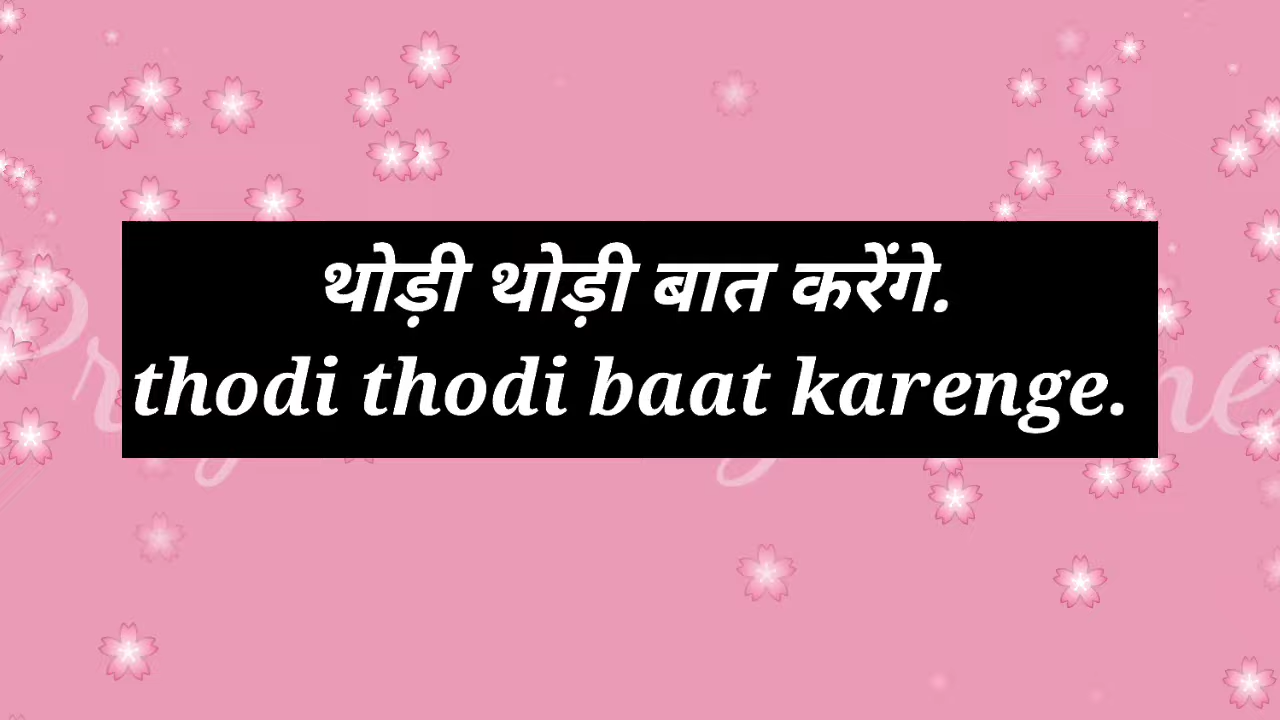 थोड़ी थोड़ी बात करेंगे.
thodi thodi baat karenge.